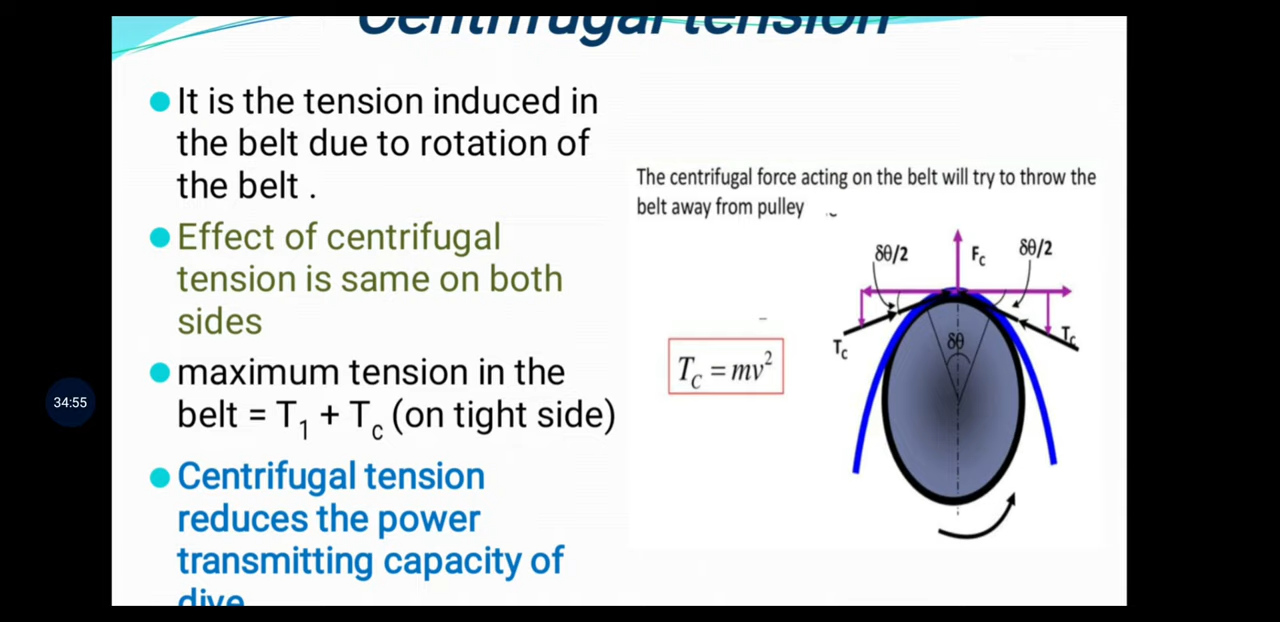 Centrifugal tension
It is the tension induced in
the belt due to rotation of
the belt .
Effect of centrifugal
tension is same on both
sides
maximum tension in the
belt = T1 + Tc (on tight side)
Centrifugal tension
reduces the power
transmitting capacity of
dive
The centrifugal force acting on the belt will try to throw the
belt away from pulley
δθ/2
Fc
δθ/2
Tc
Tc
δθ
Tc = mv²
34:55